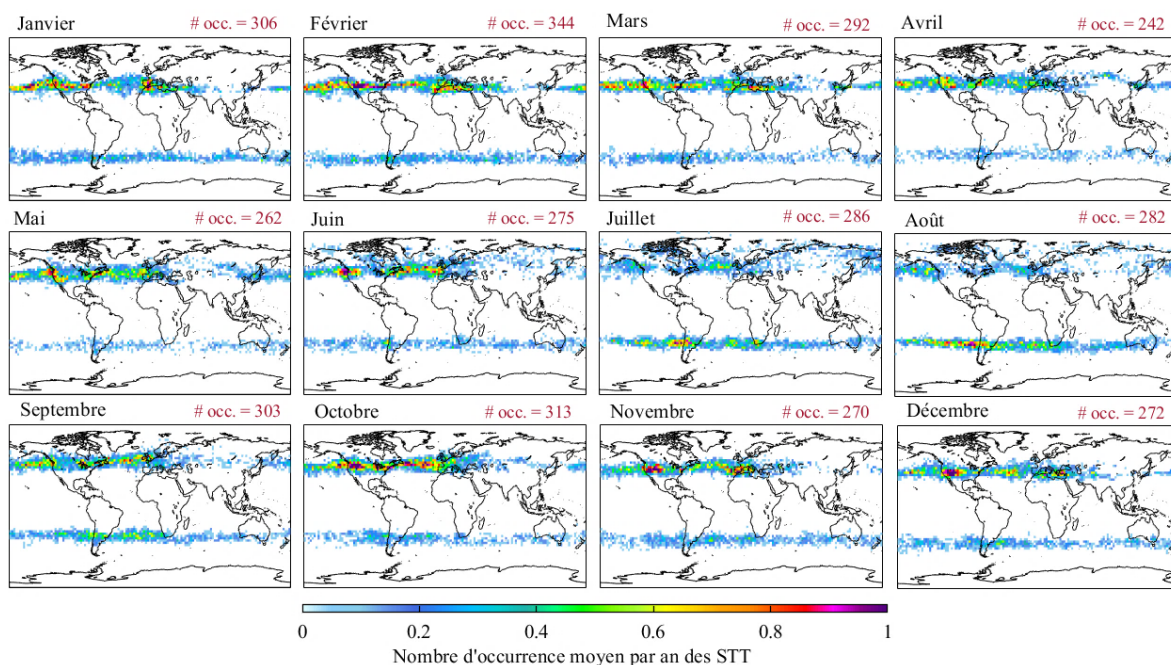 Janvier # occ. = 306 Février # occ. = 344 Mars # occ. = 292 Avril # occ. = 242
Mai # occ. = 262 Juin # occ. = 275 Juillet # occ. = 286 Août # occ. = 282
Septembre # occ. = 303 Octobre # occ. = 313 Novembre # occ. = 270 Décembre # occ. = 272
0 0.2 0.4 0.6 0.8 1
Nombre d'occurrence moyen par an des STT